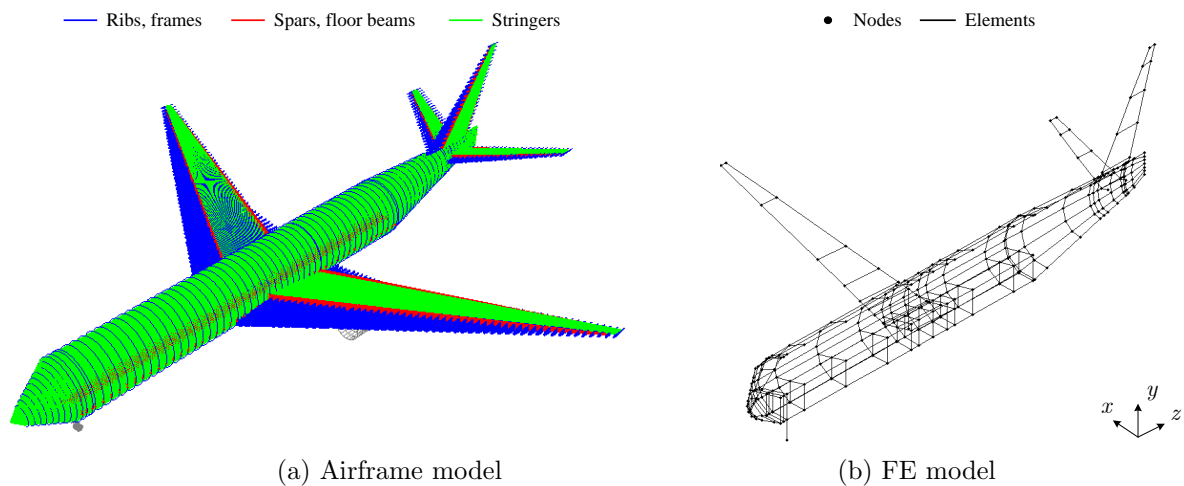 Ribs, frames Spars, floor beams Stringers
Nodes Elements
x y z
(a) Airframe model
(b) FE model